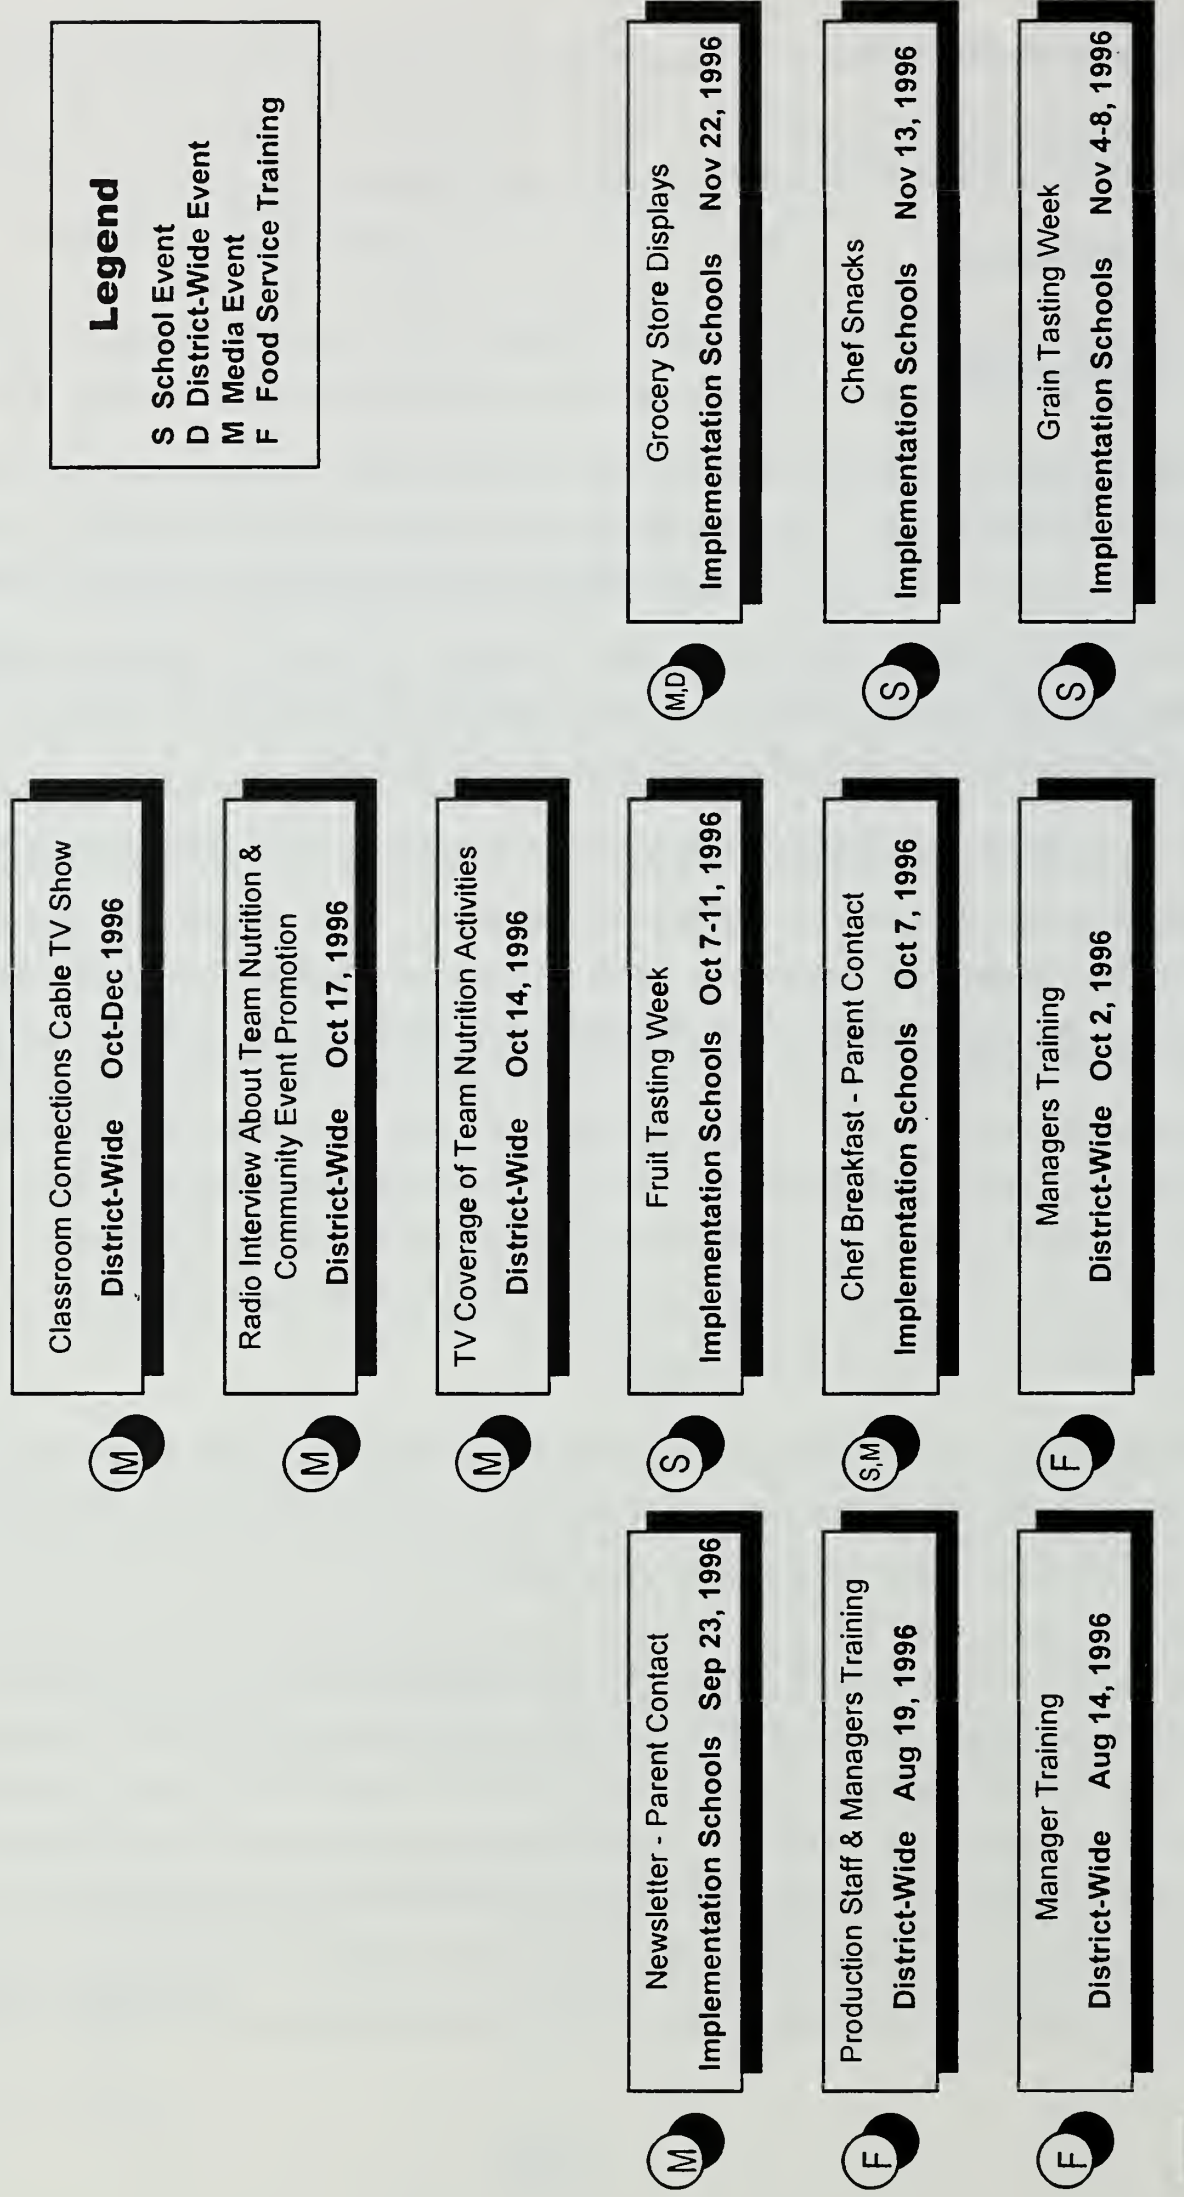 Legend
S School Event
D District-Wide Event
M Media Event
F Food Service Training
M
Classroom Connections Cable TV Show
District-Wide Oct-Dec 1996
M
Radio Interview About Team Nutrition &
Community Event Promotion
District-Wide Oct 17, 1996
M
TV Coverage of Team Nutrition Activities
District-Wide Oct 14, 1996
M
Newsletter - Parent Contact
Implementation Schools Sep 23, 1996
S
Fruit Tasting Week
Implementation Schools Oct 7-11, 1996
M,D
Grocery Store Displays
Implementation Schools Nov 22, 1996
F
Production Staff & Managers Training
District-Wide Aug 19, 1996
S,M
Chef Breakfast - Parent Contact
Implementation Schools Oct 7, 1996
S
Chef Snacks
Implementation Schools Nov 13, 1996
F
Manager Training
District-Wide Aug 14, 1996
F
Managers Training
District-Wide Oct 2, 1996
S
Grain Tasting Week
Implementation Schools Nov 4-8, 1996